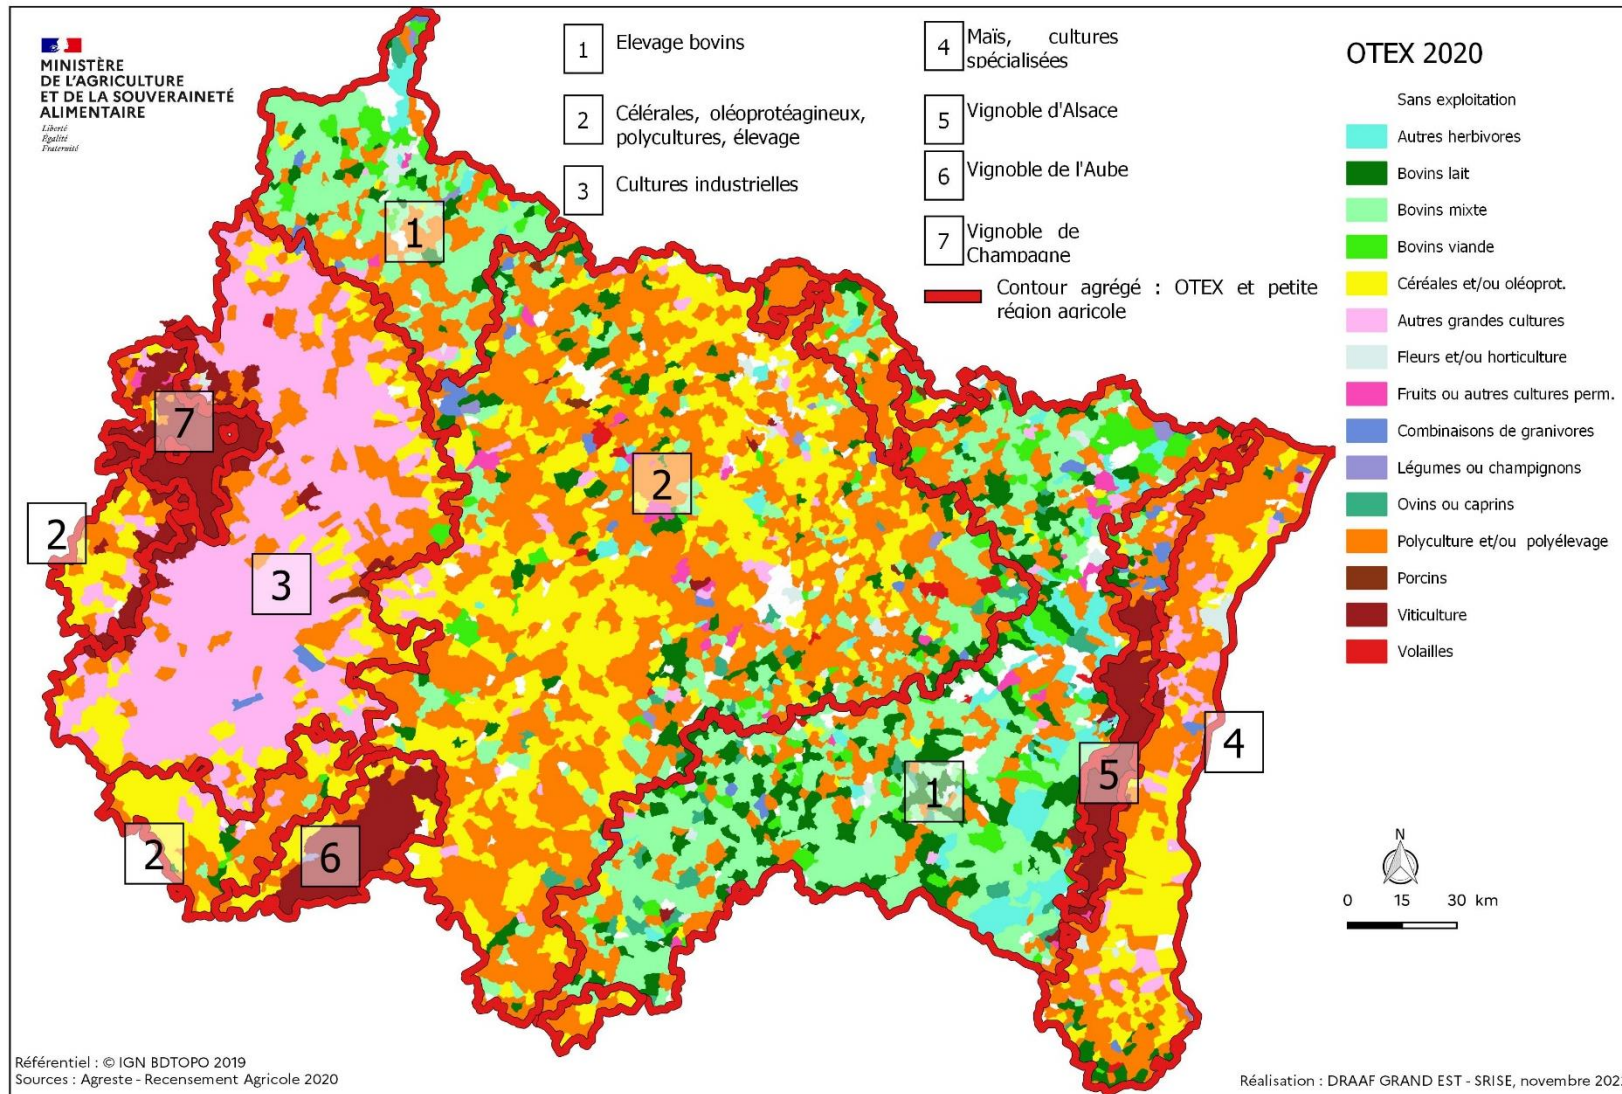 MINISTÈRE
DE L'AGRICULTURE
ET DE LA SOUVERAINETÉ
ALIMENTAIRE
Liberté
Égalité
Fraternité
1 Elevage bovins
2 Célérales, oléoprotéagineux,
polycultures, élevage
3 Cultures industrielles
4 Maïs, cultures
spécialisées
5 Vignoble d'Alsace
6 Vignoble de l'Aube
7 Vignoble de
Champagne
Contour agrégé : OTEX et petite
région agricole
OTEX 2020
Sans exploitation
Autres herbivores
Bovins lait
Bovins mixte
Bovins viande
Céréales et/ou oléoprot.
Autres grandes cultures
Fleurs et/ou horticulture
Fruits ou autres cultures perm.
Combinaisons de granivores
Légumes ou champignons
Ovins ou caprins
Polyculture et/ou polyélevage
Porcins
Viticulture
Volailles
1
7
2
2
3
4
5
1
2
6
N
0 15 30 km
Référentiel : © IGN BDTOPO 2019
Sources : Agreste - Recensement Agricole 2020
Réalisation : DRAAF GRAND EST - SRISE, novembre